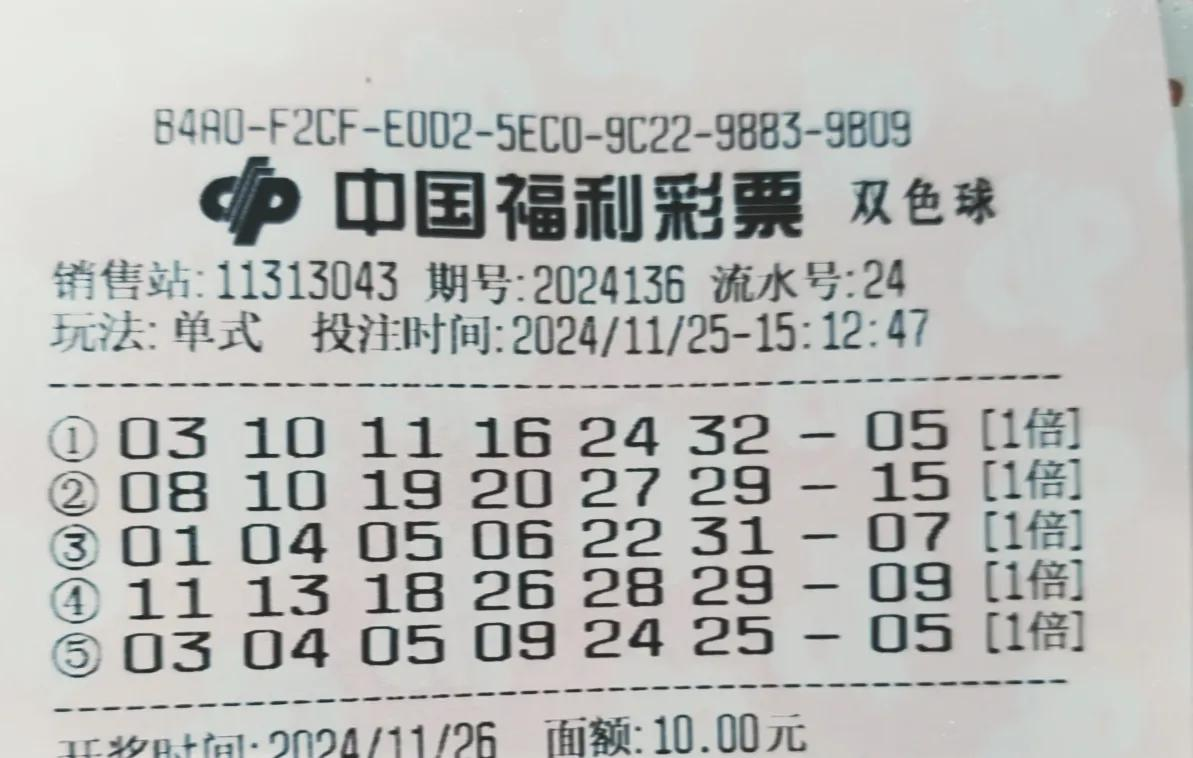 B4A0-F2CF-E0D2-5EC0-9C22-9883-9B09
中国福利彩票 双色球
销售站:11313043 期号:2024136 流水号:24
玩法:单式 投注时间:2024/11/25-15:12:47
① 03 10 11 16 24 32 - 05 [1倍]
② 08 10 19 20 27 29 - 15 [1倍]
③ 01 04 05 06 22 31 - 07 [1倍]
④ 11 13 18 26 28 29 - 09 [1倍]
⑤ 03 04 05 09 24 25 - 05 [1倍]
开奖时间:2024/11/26 面额:10.00元